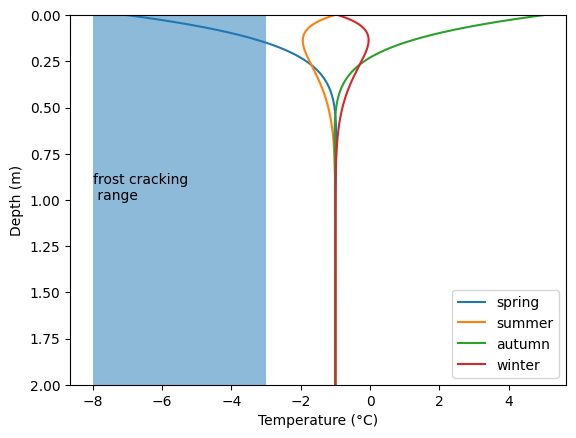 0.00
0.25
0.50
0.75
1.00
1.25
1.50
1.75
2.00
Depth (m)
frost cracking
range
spring
summer
autumn
winter
−8
−6
−4
−2
0
2
4
Temperature (°C)